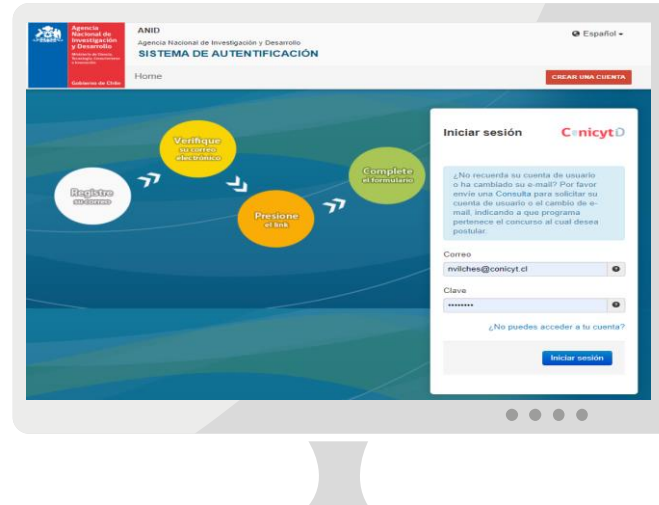 Agencia
Nacional de
Investigación
y Desarrollo
Gobierno de Chile
ANID
Agencia Nacional de Investigación y Desarrollo
SISTEMA DE AUTENTIFICACIÓN
Español
Home
CREAR UNA CUENTA
Registre
su correo
Verifique
su correo
electrónico
Presione
el link
Complete
el formulario
Iniciar sesión
Conicyt
¿No recuerda su cuenta de usuario
o ha cambiado su e-mail? Por favor
envíe una Consulta para solicitar su
cuenta de usuario o el cambio de e-
mail, indicando a que programa
pertenece el concurso al cual desea
postular.
Correo
nvilches@conicyt.cl
Clave
••••••••
¿No puedes acceder a tu cuenta?
Iniciar sesión